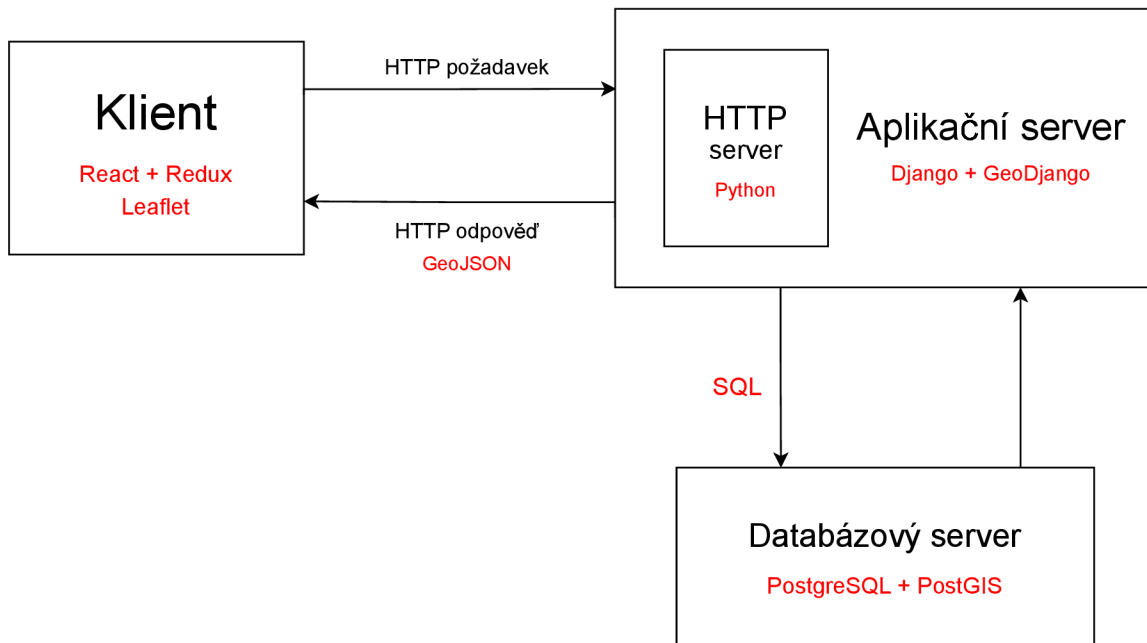 Klient
React + Redux
Leaflet
HTTP požadavek
HTTP odpověď
GeoJSON
HTTP
server
Python
Aplikační server
Django + GeoDjango
SQL
Databázový server
PostgreSQL + PostGIS